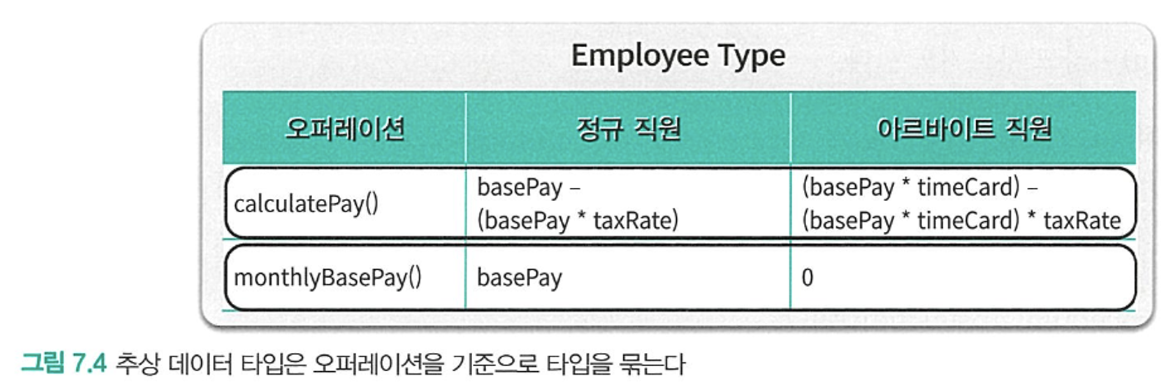 Employee Type
오퍼레이션 정규 직원 아르바이트 직원
calculatePay() basePay – (basePay * timeCard) –
(basePay * taxRate) (basePay * timeCard) * taxRate
monthlyBasePay() basePay 0
그림 7.4 추상 데이터 타입은 오퍼레이션을 기준으로 타입을 묶는다